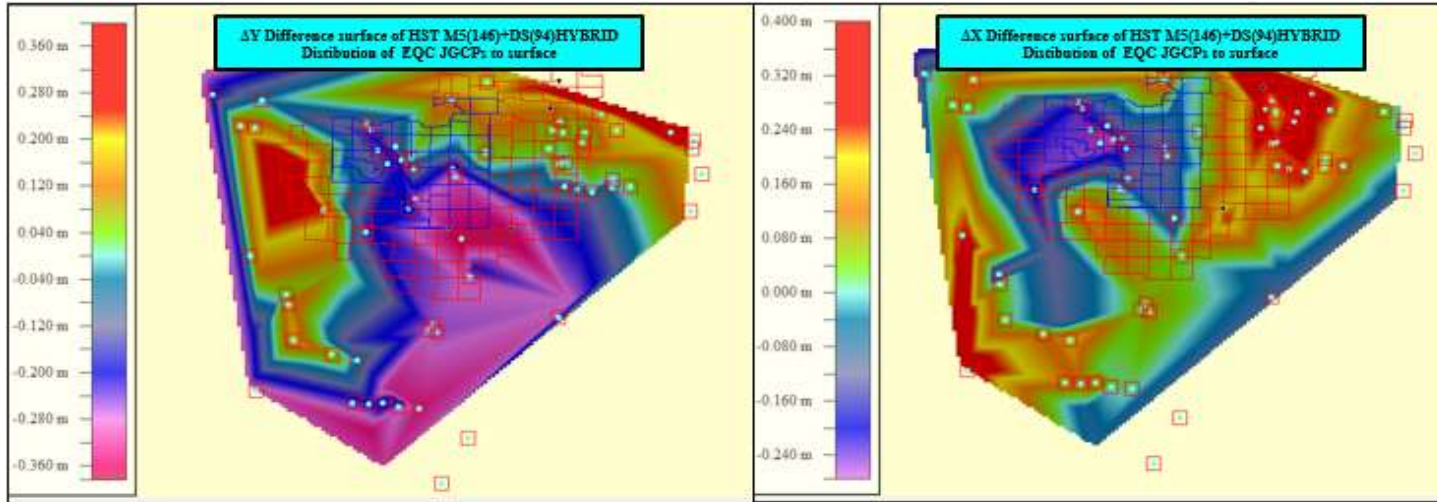 ΔY Difference surface of HST M5(146)+DS(94)HYBRID
Distibution of EQC JGCPs to surface
0.360 m
0.280 m
0.200 m
0.120 m
0.040 m
-0.040 m
-0.120 m
-0.200 m
-0.280 m
-0.360 m
ΔX Difference surface of HST M5(146)+DS(94)HYBRID
Distibution of EQC JGCPs to surface
0.400 m
0.320 m
0.240 m
0.160 m
0.080 m
0.000 m
-0.080 m
-0.160 m
-0.240 m